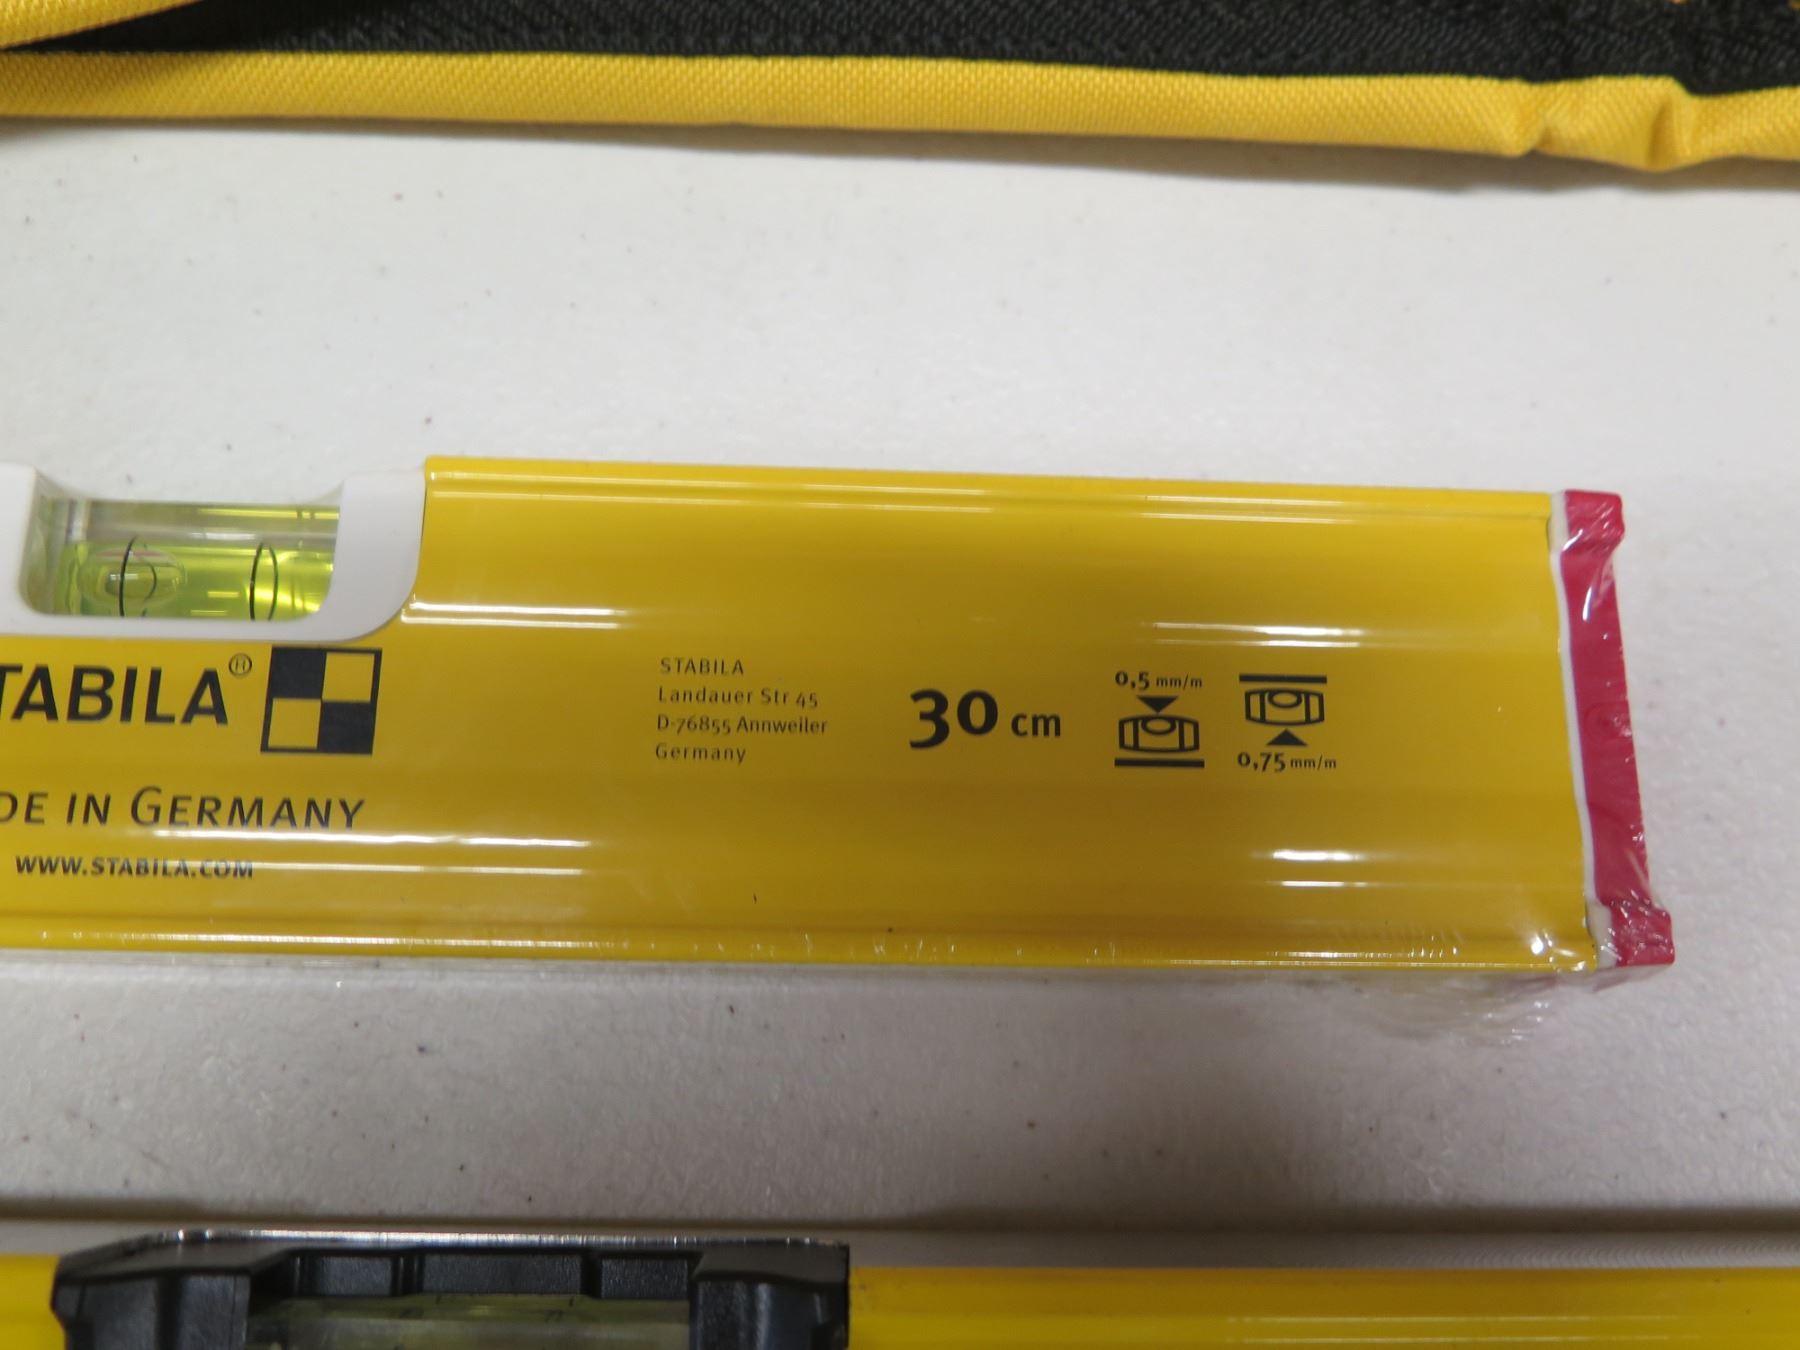 TABILA®
DE IN GERMANY
WWW.STABILA.COM
STABILA
Landauer Str 45
D-76855 Annweiler
Germany
30 cm
0,5 mm/m
0,75 mm/m